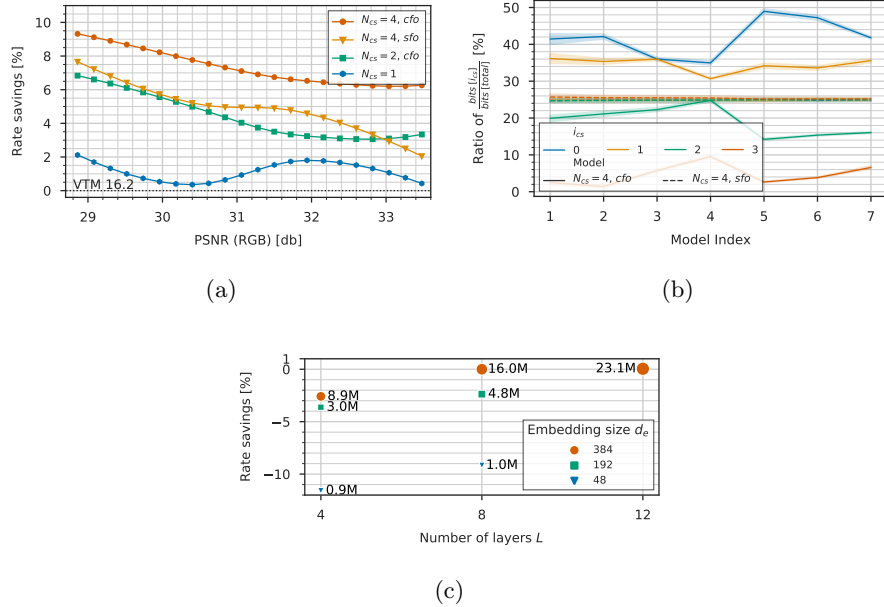 Rate savings [%]
10
8
6
4
2
0
N_cs = 4, cfo
N_cs = 4, sfo
N_cs = 2, cfo
N_cs = 1
VTM 16.2
29
30
31
32
33
PSNR (RGB) [db]
(a)
Ratio of bits [i_cs] / bits [total] [%]
50
40
30
20
10
0
i_cs
0
1
2
3
Model
N_cs = 4, cfo
N_cs = 4, sfo
1
2
3
4
5
6
7
Model Index
(b)
Rate savings [%]
1
0
−5
−10
16.0M
23.1M
8.9M
3.0M
4.8M
1.0M
0.9M
Embedding size d_e
384
192
48
4
8
12
Number of layers L
(c)